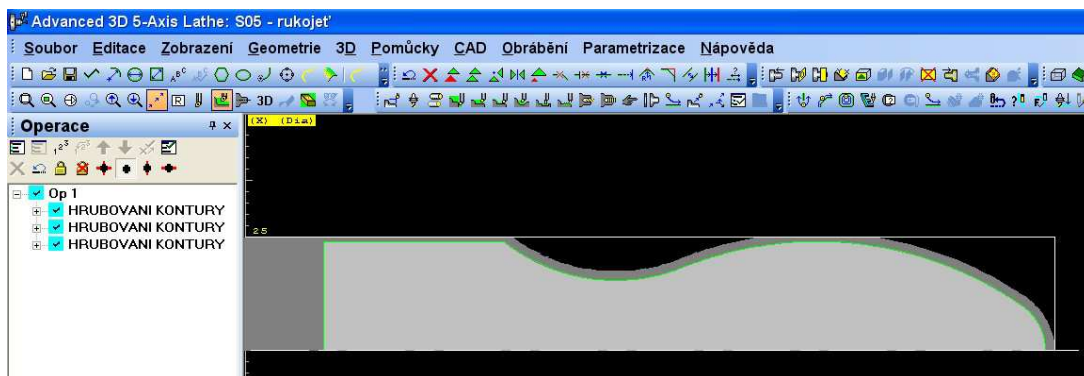 Advanced 3D 5-Axis Lathe: S05 - rukojeť
Soubor Editace Zobrazení Geometrie 3D Pomůcky CAD Obrábění Parametrizace Nápověda
3D
Operace
(X) (Dia)
Op 1
HRUBOVANI KONTURY
HRUBOVANI KONTURY
HRUBOVANI KONTURY
25